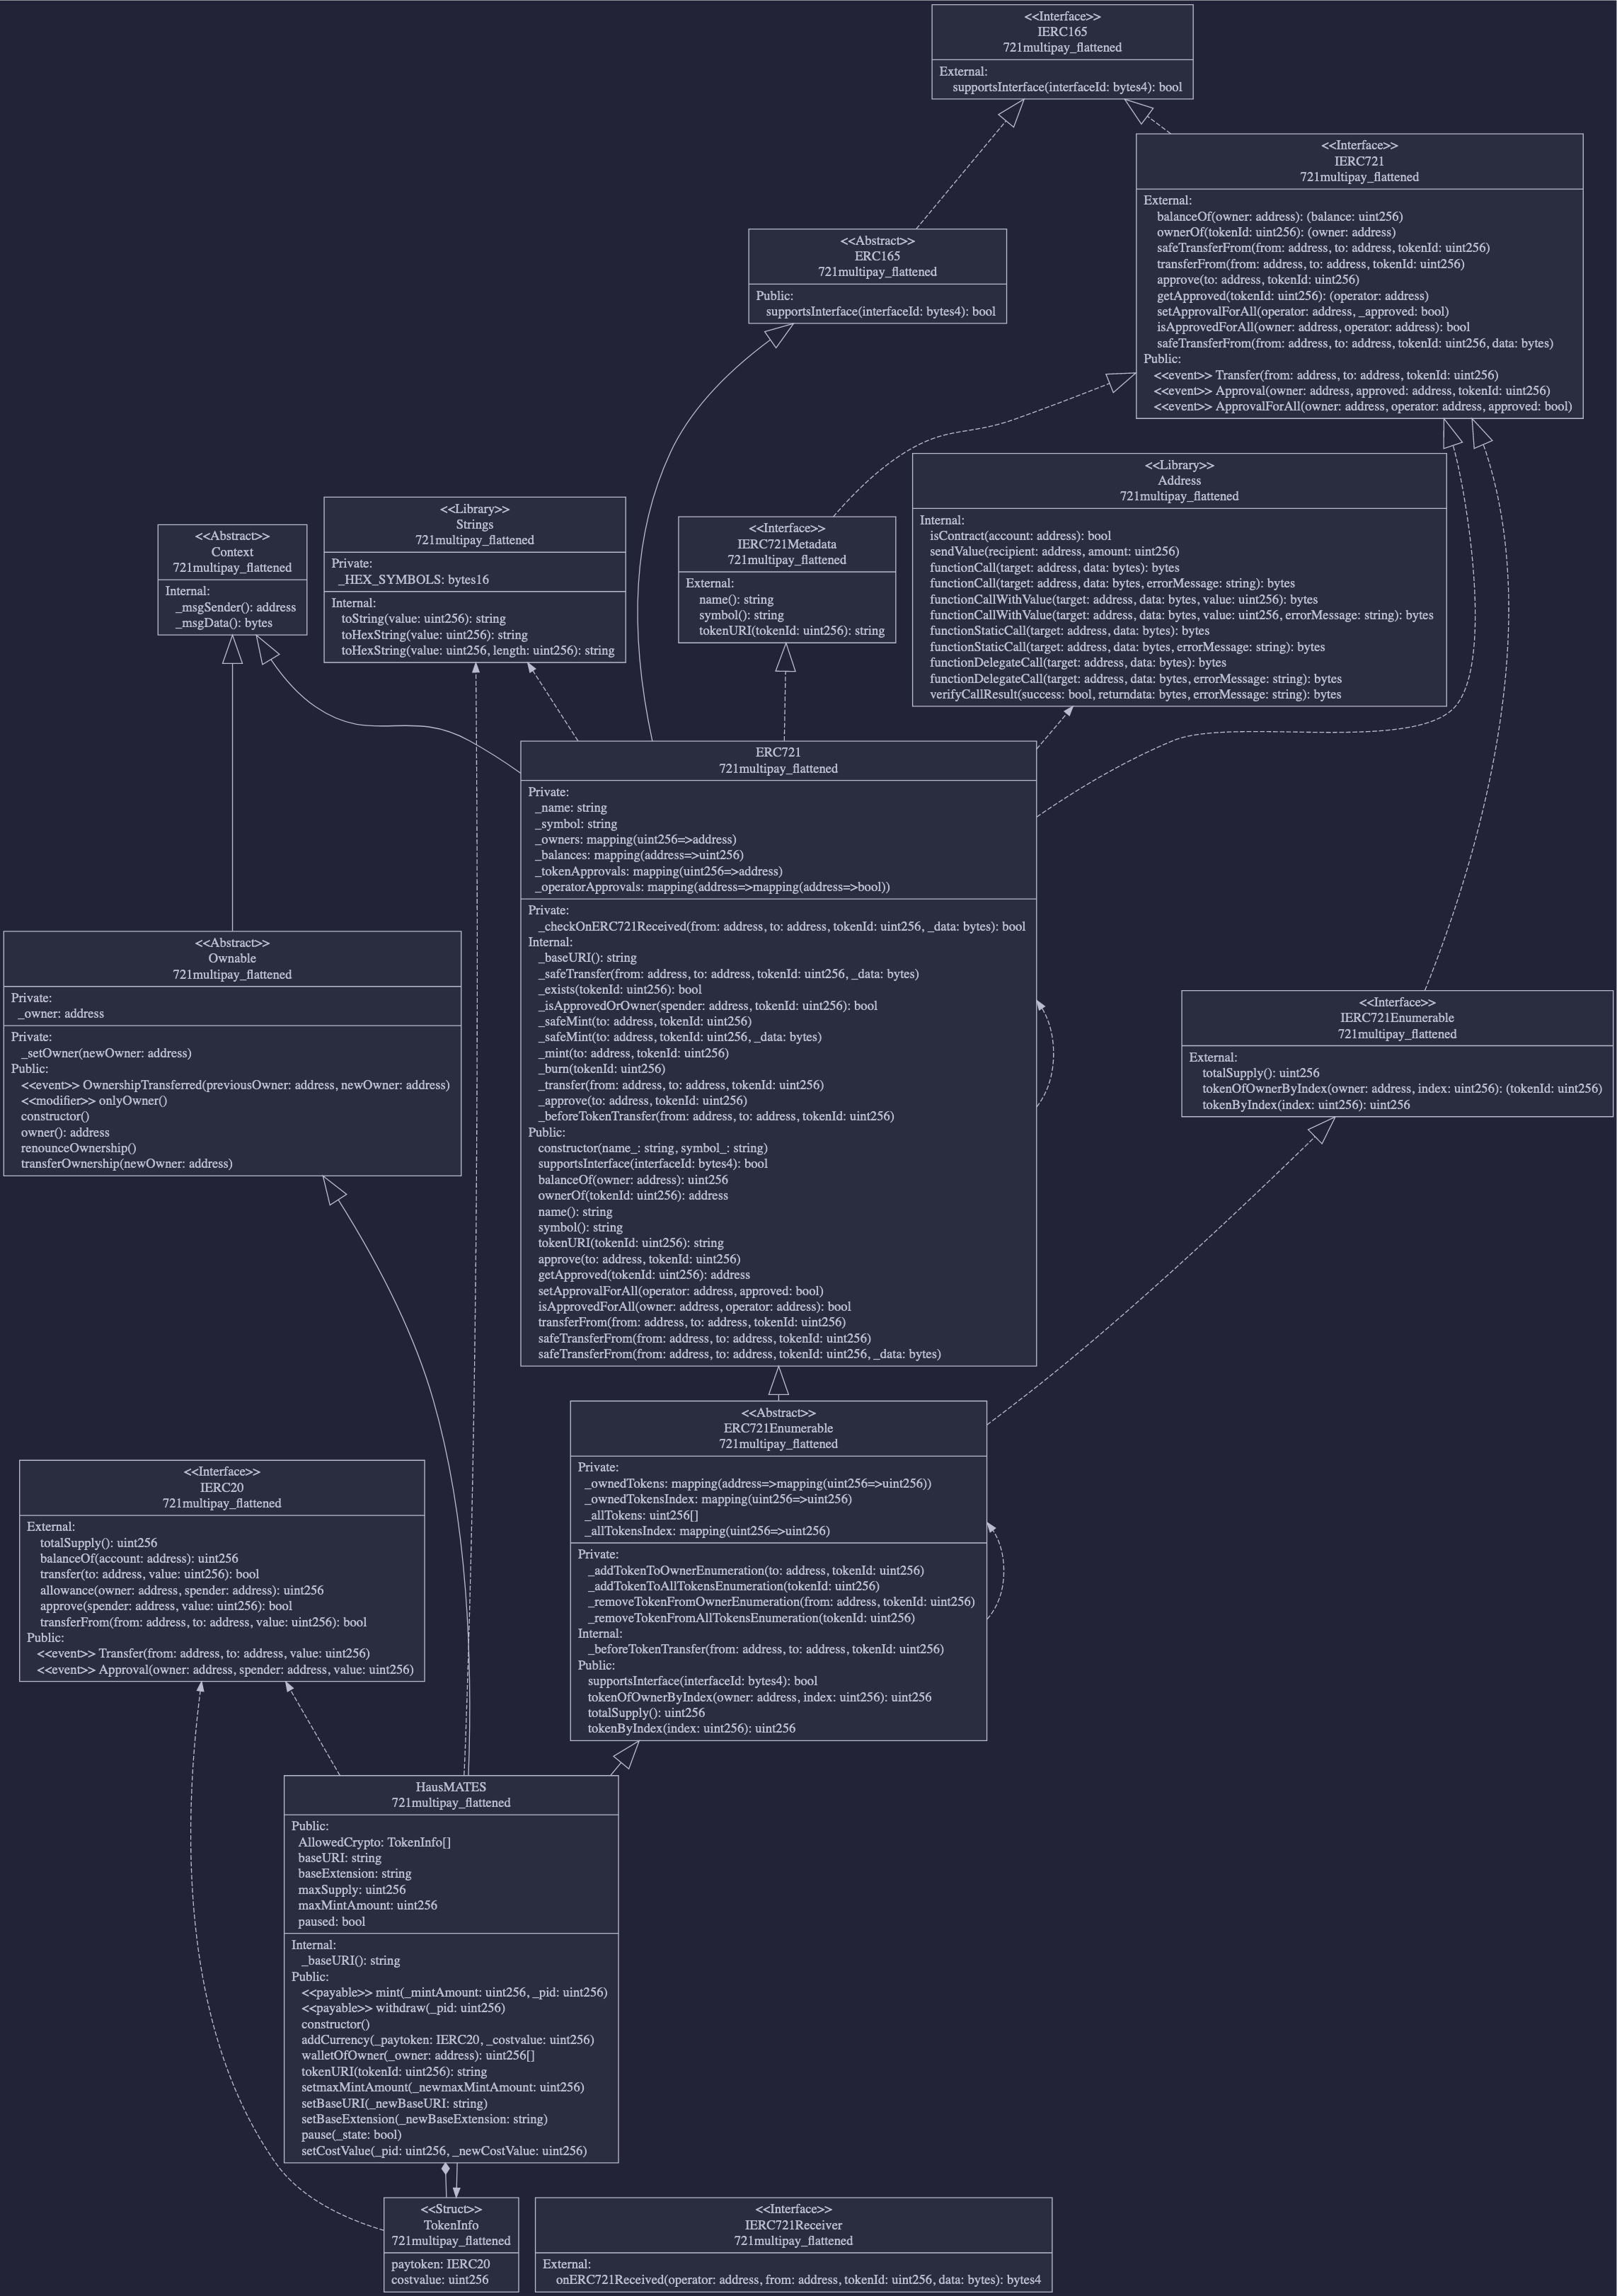 <<Interface>>
IERC165
721multipay_flattened
External:
supportsInterface(interfaceId: bytes4): bool
<<Interface>>
IERC721
721multipay_flattened
External:
balanceOf(owner: address): (balance: uint256)
ownerOf(tokenId: uint256): (owner: address)
safeTransferFrom(from: address, to: address, tokenId: uint256)
transferFrom(from: address, to: address, tokenId: uint256)
approve(to: address, tokenId: uint256)
getApproved(tokenId: uint256): (operator: address)
setApprovalForAll(operator: address, _approved: bool)
isApprovedForAll(owner: address, operator: address): bool
safeTransferFrom(from: address, to: address, tokenId: uint256, data: bytes)
Public:
<<event>> Transfer(from: address, to: address, tokenId: uint256)
<<event>> Approval(owner: address, approved: address, tokenId: uint256)
<<event>> ApprovalForAll(owner: address, operator: address, approved: bool)
<<Abstract>>
ERC165
721multipay_flattened
Public:
supportsInterface(interfaceId: bytes4): bool
<<Library>>
Address
721multipay_flattened
Internal:
isContract(account: address): bool
sendValue(recipient: address, amount: uint256)
functionCall(target: address, data: bytes): bytes
functionCall(target: address, data: bytes, errorMessage: string): bytes
functionCallWithValue(target: address, data: bytes, value: uint256): bytes
functionCallWithValue(target: address, data: bytes, value: uint256, errorMessage: string): bytes
functionStaticCall(target: address, data: bytes): bytes
functionStaticCall(target: address, data: bytes, errorMessage: string): bytes
functionDelegateCall(target: address, data: bytes): bytes
functionDelegateCall(target: address, data: bytes, errorMessage: string): bytes
verifyCallResult(success: bool, returndata: bytes, errorMessage: string): bytes
<<Library>>
Strings
721multipay_flattened
Private:
_HEX_SYMBOLS: bytes16
Internal:
toString(value: uint256): string
toHexString(value: uint256): string
toHexString(value: uint256, length: uint256): string
<<Interface>>
IERC721Metadata
721multipay_flattened
External:
name(): string
symbol(): string
tokenURI(tokenId: uint256): string
<<Abstract>>
Context
721multipay_flattened
Internal:
_msgSender(): address
_msgData(): bytes
ERC721
721multipay_flattened
Private:
_name: string
_symbol: string
_owners: mapping(uint256=>address)
_balances: mapping(address=>uint256)
_tokenApprovals: mapping(uint256=>address)
_operatorApprovals: mapping(address=>mapping(address=>bool))
Private:
_checkOnERC721Received(from: address, to: address, tokenId: uint256, _data: bytes): bool
Internal:
_baseURI(): string
_safeTransfer(from: address, to: address, tokenId: uint256, _data: bytes)
_exists(tokenId: uint256): bool
_isApprovedOrOwner(spender: address, tokenId: uint256): bool
_safeMint(to: address, tokenId: uint256)
_safeMint(to: address, tokenId: uint256, _data: bytes)
_mint(to: address, tokenId: uint256)
_burn(tokenId: uint256)
_transfer(from: address, to: address, tokenId: uint256)
_approve(to: address, tokenId: uint256)
_beforeTokenTransfer(from: address, to: address, tokenId: uint256)
Public:
constructor(name_: string, symbol_: string)
supportsInterface(interfaceId: bytes4): bool
balanceOf(owner: address): uint256
ownerOf(tokenId: uint256): address
name(): string
symbol(): string
tokenURI(tokenId: uint256): string
approve(to: address, tokenId: uint256)
getApproved(tokenId: uint256): address
setApprovalForAll(operator: address, approved: bool)
isApprovedForAll(owner: address, operator: address): bool
transferFrom(from: address, to: address, tokenId: uint256)
safeTransferFrom(from: address, to: address, tokenId: uint256)
safeTransferFrom(from: address, to: address, tokenId: uint256, _data: bytes)
<<Abstract>>
Ownable
721multipay_flattened
Private:
_owner: address
Private:
_setOwner(newOwner: address)
Public:
<<event>> OwnershipTransferred(previousOwner: address, newOwner: address)
<<modifier>> onlyOwner()
constructor()
owner(): address
renounceOwnership()
transferOwnership(newOwner: address)
<<Interface>>
IERC721Enumerable
721multipay_flattened
External:
totalSupply(): uint256
tokenOfOwnerByIndex(owner: address, index: uint256): (tokenId: uint256)
tokenByIndex(index: uint256): uint256
<<Abstract>>
ERC721Enumerable
721multipay_flattened
Private:
_ownedTokens: mapping(address=>mapping(uint256=>uint256))
_ownedTokensIndex: mapping(uint256=>uint256)
_allTokens: uint256[]
_allTokensIndex: mapping(uint256=>uint256)
Private:
_addTokenToOwnerEnumeration(to: address, tokenId: uint256)
_addTokenToAllTokensEnumeration(tokenId: uint256)
_removeTokenFromOwnerEnumeration(from: address, tokenId: uint256)
_removeTokenFromAllTokensEnumeration(tokenId: uint256)
Internal:
_beforeTokenTransfer(from: address, to: address, tokenId: uint256)
Public:
supportsInterface(interfaceId: bytes4): bool
tokenOfOwnerByIndex(owner: address, index: uint256): uint256
totalSupply(): uint256
tokenByIndex(index: uint256): uint256
<<Interface>>
IERC20
721multipay_flattened
External:
totalSupply(): uint256
balanceOf(account: address): uint256
transfer(to: address, value: uint256): bool
allowance(owner: address, spender: address): uint256
approve(spender: address, value: uint256): bool
transferFrom(from: address, to: address, value: uint256): bool
Public:
<<event>> Transfer(from: address, to: address, value: uint256)
<<event>> Approval(owner: address, spender: address, value: uint256)
HausMATES
721multipay_flattened
Public:
AllowedCrypto: TokenInfo[]
baseURI: string
baseExtension: string
maxSupply: uint256
maxMintAmount: uint256
paused: bool
Internal:
_baseURI(): string
Public:
<<payable>> mint(_mintAmount: uint256, _pid: uint256)
<<payable>> withdraw(_pid: uint256)
constructor()
addCurrency(_paytoken: IERC20, _costvalue: uint256)
walletOfOwner(_owner: address): uint256[]
tokenURI(tokenId: uint256): string
setmaxMintAmount(_newmaxMintAmount: uint256)
setBaseURI(_newBaseURI: string)
setBaseExtension(_newBaseExtension: string)
pause(_state: bool)
setCostValue(_pid: uint256, _newCostValue: uint256)
<<Struct>>
TokenInfo
721multipay_flattened
paytoken: IERC20
costvalue: uint256
<<Interface>>
IERC721Receiver
721multipay_flattened
External:
onERC721Received(operator: address, from: address, tokenId: uint256, data: bytes): bytes4